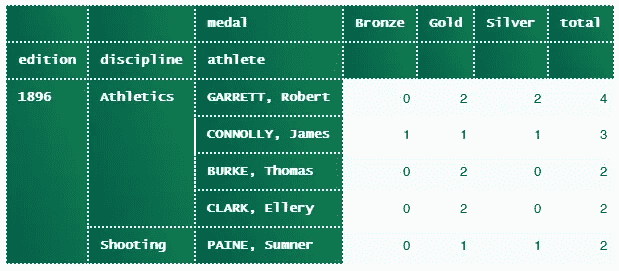 medal Bronze Gold Silver total
edition discipline athlete
1896 Athletics GARRETT, Robert 0 2 2 4
CONNOLLY, James 1 1 1 3
BURKE, Thomas 0 2 0 2
CLARK, Ellery 0 2 0 2
Shooting PAINE, Sumner 0 1 1 2